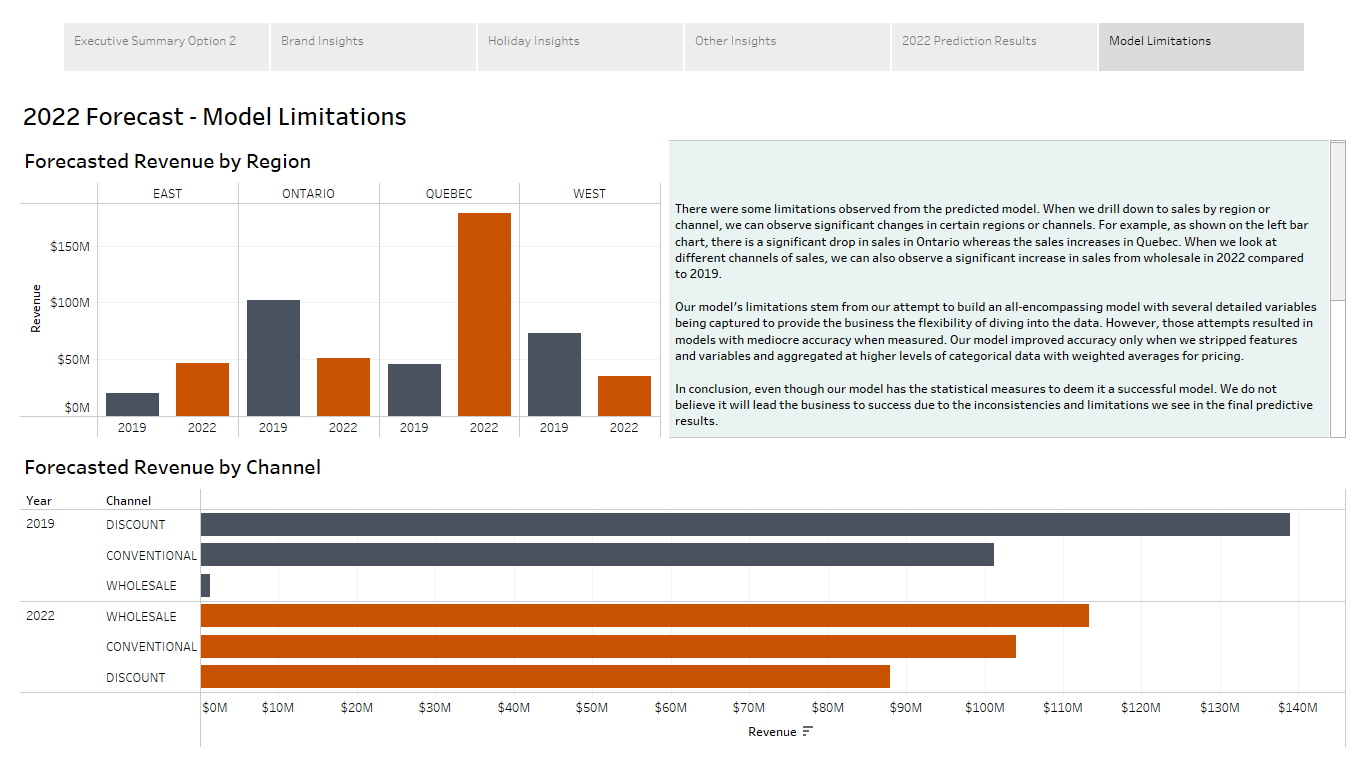 Executive Summary Option 2
Brand Insights
Holiday Insights
Other Insights
2022 Prediction Results
Model Limitations
2022 Forecast - Model Limitations
Forecasted Revenue by Region
EAST
ONTARIO
QUEBEC
WEST
Revenue
$150M
$100M
$50M
$0M
2019
2022
2019
2022
2019
2022
2019
2022
There were some limitations observed from the predicted model. When we drill down to sales by region or
channel, we can observe significant changes in certain regions or channels. For example, as shown on the left bar
chart, there is a significant drop in sales in Ontario whereas the sales increases in Quebec. When we look at
different channels of sales, we can also observe a significant increase in sales from wholesale in 2022 compared
to 2019.
Our model's limitations stem from our attempt to build an all-encompassing model with several detailed variables
being captured to provide the business the flexibility of diving into the data. However, those attempts resulted in
models with mediocre accuracy when measured. Our model improved accuracy only when we stripped features
and variables and aggregated at higher levels of categorical data with weighted averages for pricing.
In conclusion, even though our model has the statistical measures to deem it a successful model. We do not
believe it will lead the business to success due to the inconsistencies and limitations we see in the final predictive
results.
Forecasted Revenue by Channel
Year
Channel
2019
DISCOUNT
CONVENTIONAL
WHOLESALE
2022
WHOLESALE
CONVENTIONAL
DISCOUNT
$0M
$10M
$20M
$30M
$40M
$50M
$60M
$70M
$80M
$90M
$100M
$110M
$120M
$130M
$140M
Revenue